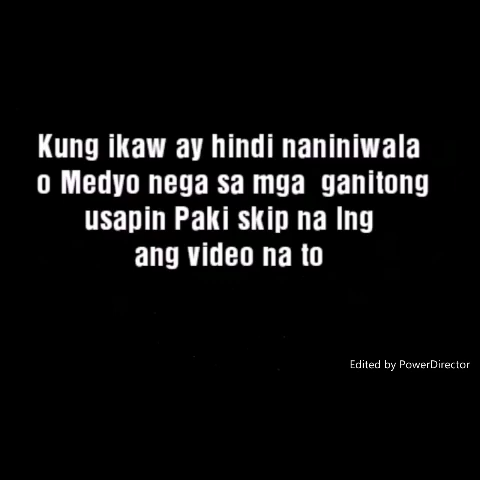 Kung ikaw ay hindi naniniwala
o Medyo nega sa mga ganitong
usapin Paki skip na lng
ang video na to
Edited by PowerDirector